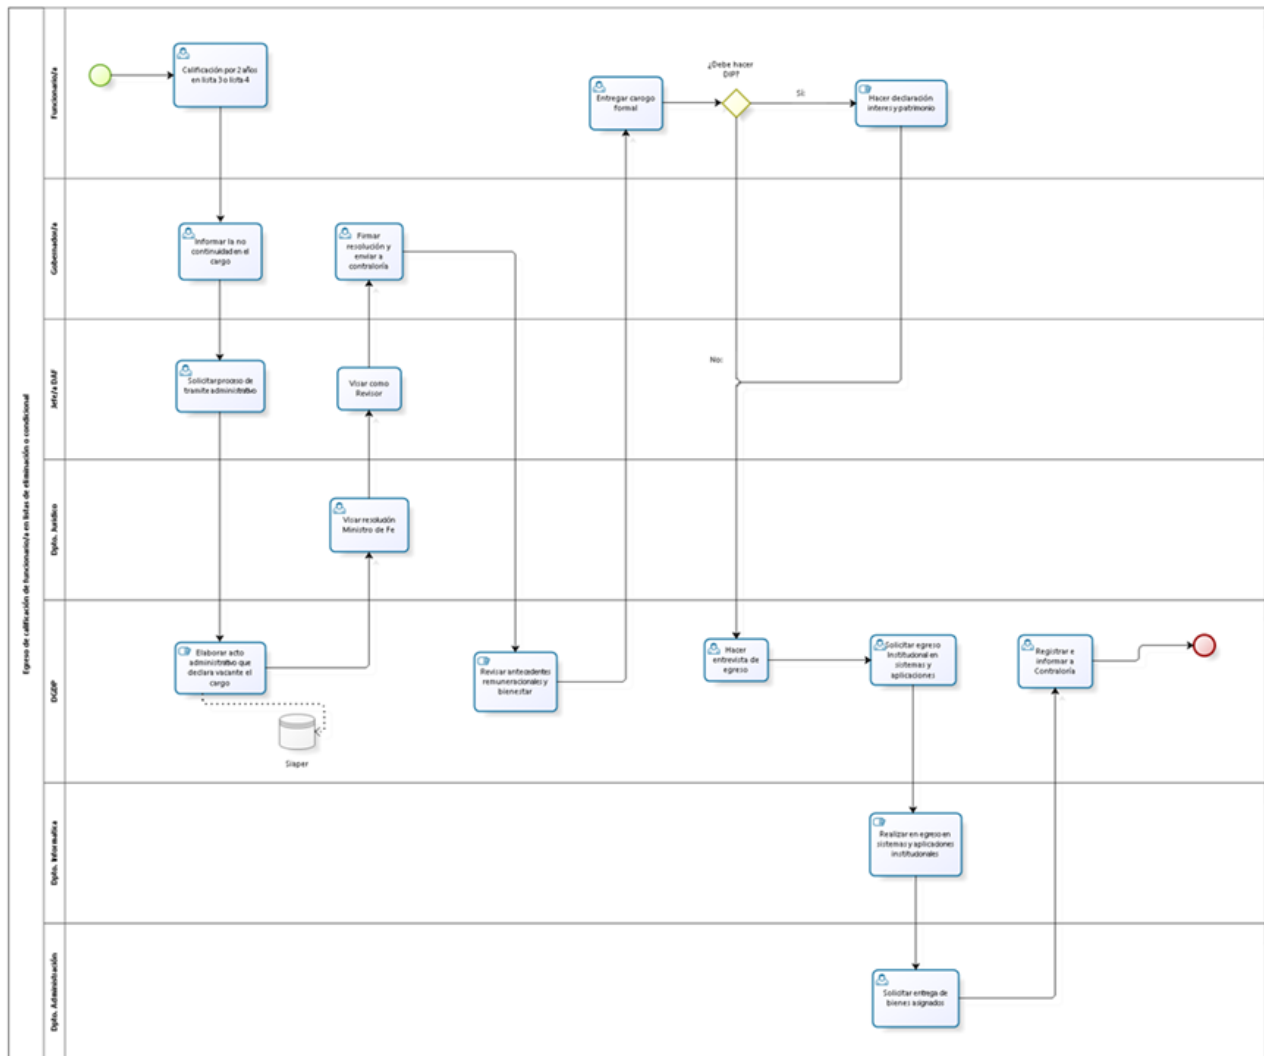 Egreso de calificación de funcionario/a en listas de eliminación o condicional
Funcionario/a
Calificación por 2 años
en lista 3 o lista 4
Entregar carogo
formal
¿Debe hacer
DIP?
Si:
Hacer declaración
interes y patrimonio
Gobernador/a
Informar la no
continuidad en el
cargo
Firmar
resolución y
enviar a
contraloría
Jefe/a DAF
Solicitar proceso de
tramite administrativo
Visar como
Revisor
No:
Dpto. Jurídico
Visar resolución
Ministro de Fe
DGDP
Elaborar acto
administrativo que
declara vacante el
cargo
Siaper
Revisar antecedentes
remuneracionales y
bienestar
Hacer
entrevista de
egreso
Solicitar egreso
Institucional en
sistemas y
aplicaciones
Registrar e
informar a
Contraloría
Dpto. Informatica
Realizar en egreso en
sistemas y aplicaciones
institucionales
Dpto. Administración
Solicitar entrega de
bienes asignados